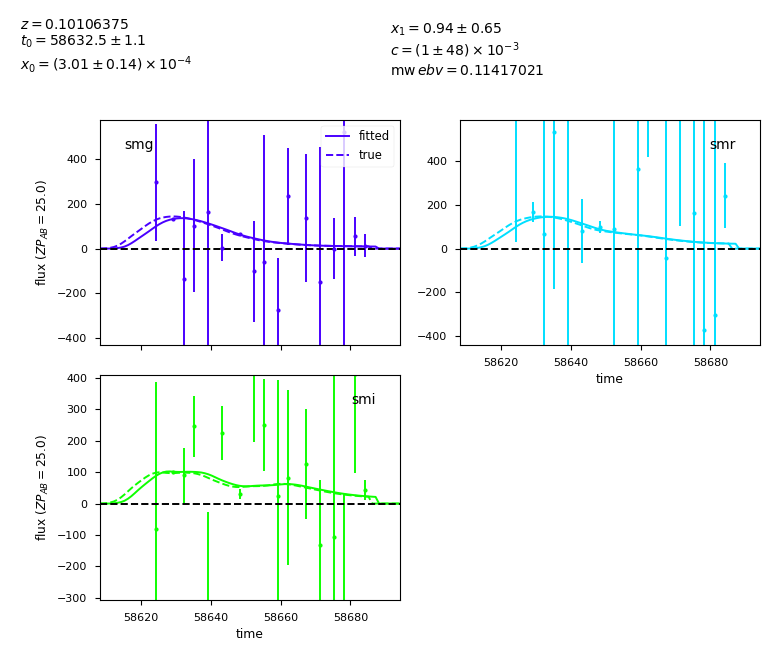 z = 0.10106375
t₀ = 58632.5 ± 1.1
x₀ = (3.01 ± 0.14) × 10⁻⁴
x₁ = 0.94 ± 0.65
c = (1 ± 48) × 10⁻³
mw ebv = 0.11417021
smg
fitted
true
400
200
0
−200
−400
flux (ZP_AB = 25.0)
smr
400
200
0
−200
−400
58620
58640
58660
58680
time
smi
400
300
200
100
0
−100
−200
−300
flux (ZP_AB = 25.0)
58620
58640
58660
58680
time